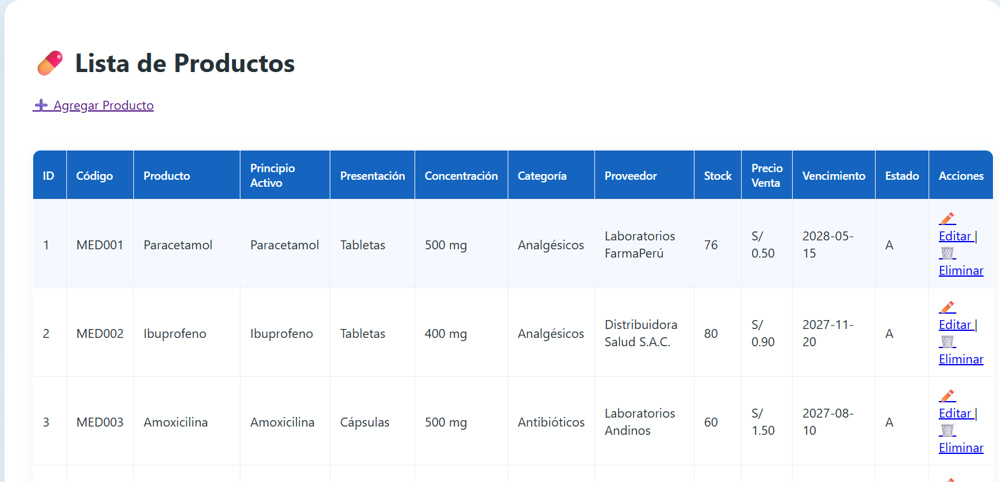 Lista de Productos
➕ Agregar Producto
ID Código Producto Principio Activo Presentación Concentración Categoría Proveedor Stock Precio Venta Vencimiento Estado Acciones
1 MED001 Paracetamol Paracetamol Tabletas 500 mg Analgésicos Laboratorios FarmaPerú 76 S/ 0.50 2028-05-15 A Editar | Eliminar
2 MED002 Ibuprofeno Ibuprofeno Tabletas 400 mg Analgésicos Distribuidora Salud S.A.C. 80 S/ 0.90 2027-11-20 A Editar | Eliminar
3 MED003 Amoxicilina Amoxicilina Cápsulas 500 mg Antibióticos Laboratorios Andinos 60 S/ 1.50 2027-08-10 A Editar | Eliminar